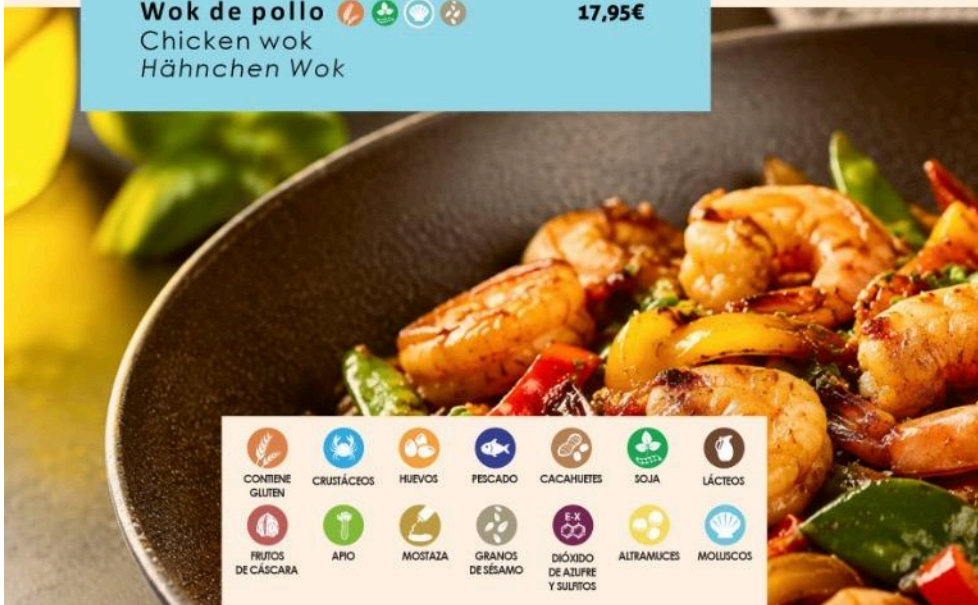 Wok de pollo 17,95€
Chicken wok
Hähnchen Wok
CONTIENE
GLUTEN
CRUSTÁCEOS
HUEVOS
PESCADO
CACAHUETES
SOJA
LÁCTEOS
FRUTOS
DE CÁSCARA
APIO
MOSTAZA
GRANOS
DE SÉSAMO
E-X
DIÓXIDO
DE AZUFRE
Y SULFITOS
ALTRAMUCES
MOLUSCOS